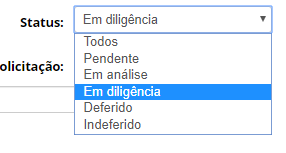 Status: Em diligência
Todos
olicitação: Pendente
Em análise
Em diligência
Deferido
Indeferido